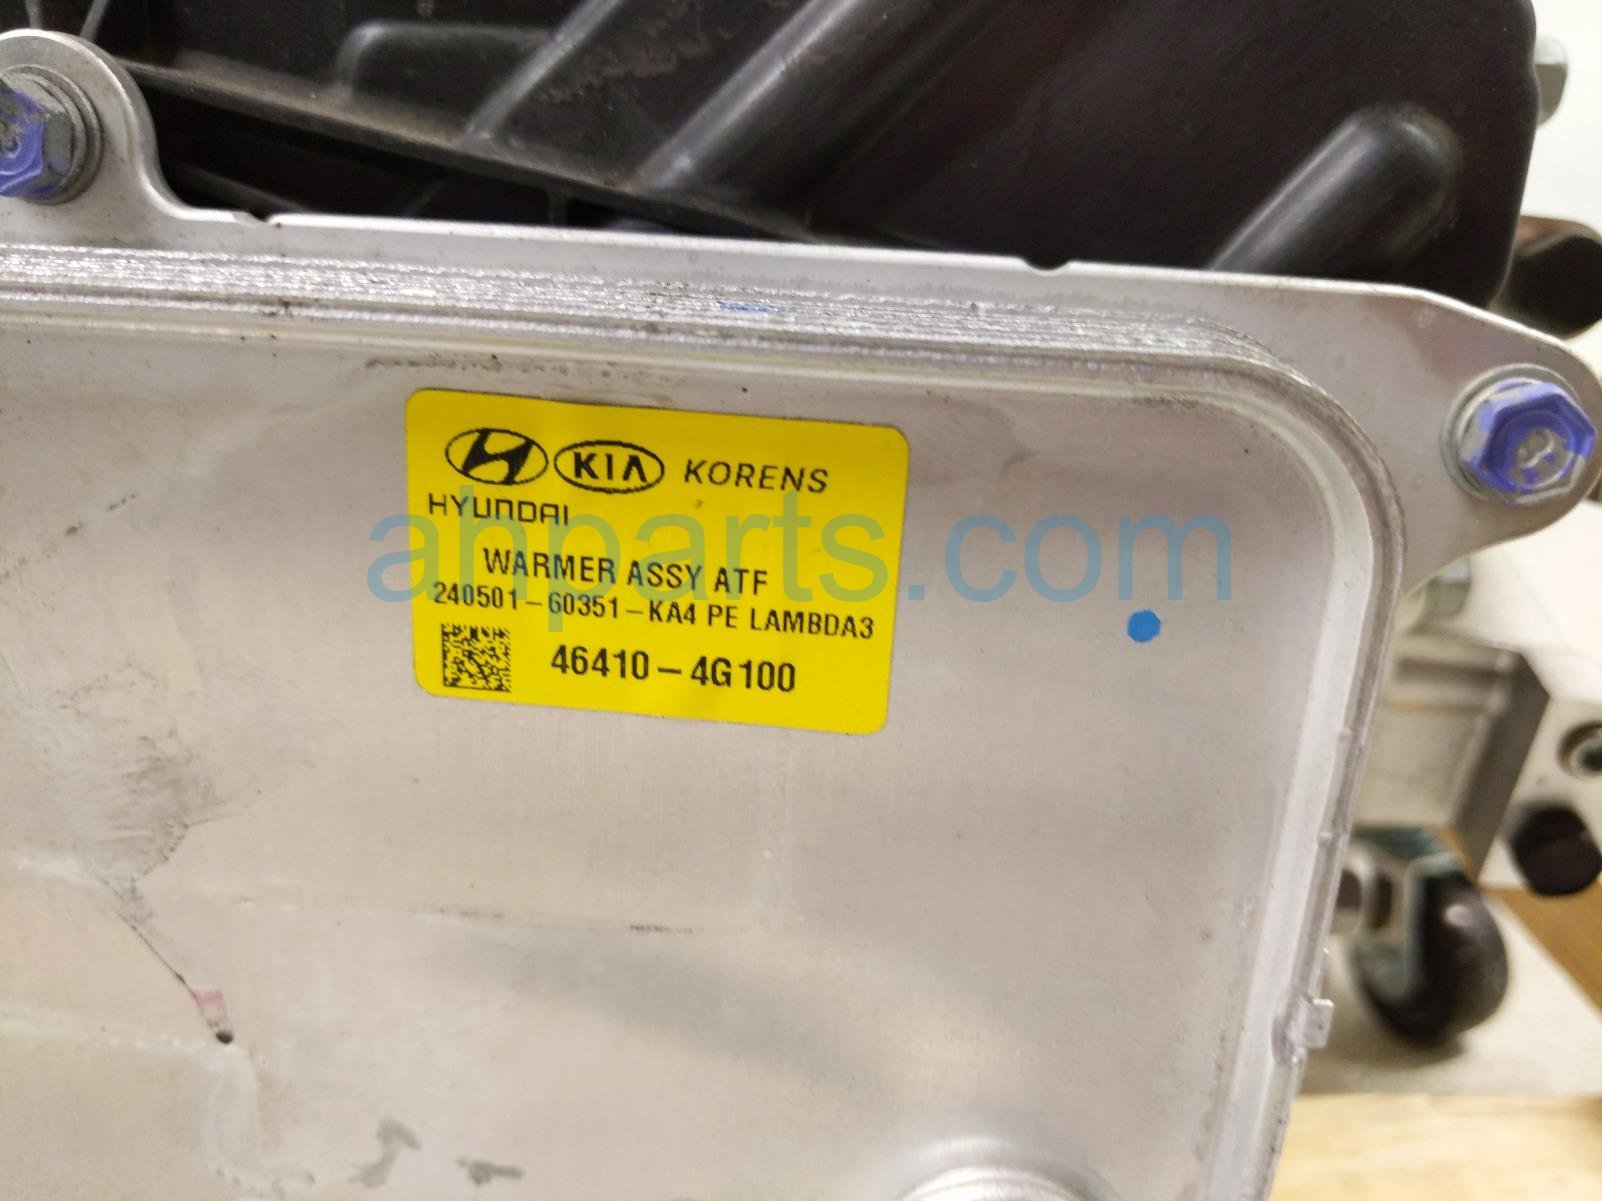 KIA KORENS
HYUNDAI
WARMER ASSY ATF
240501-60351-KA4 PE LAMBDA3
46410-4G100
ahparts.com